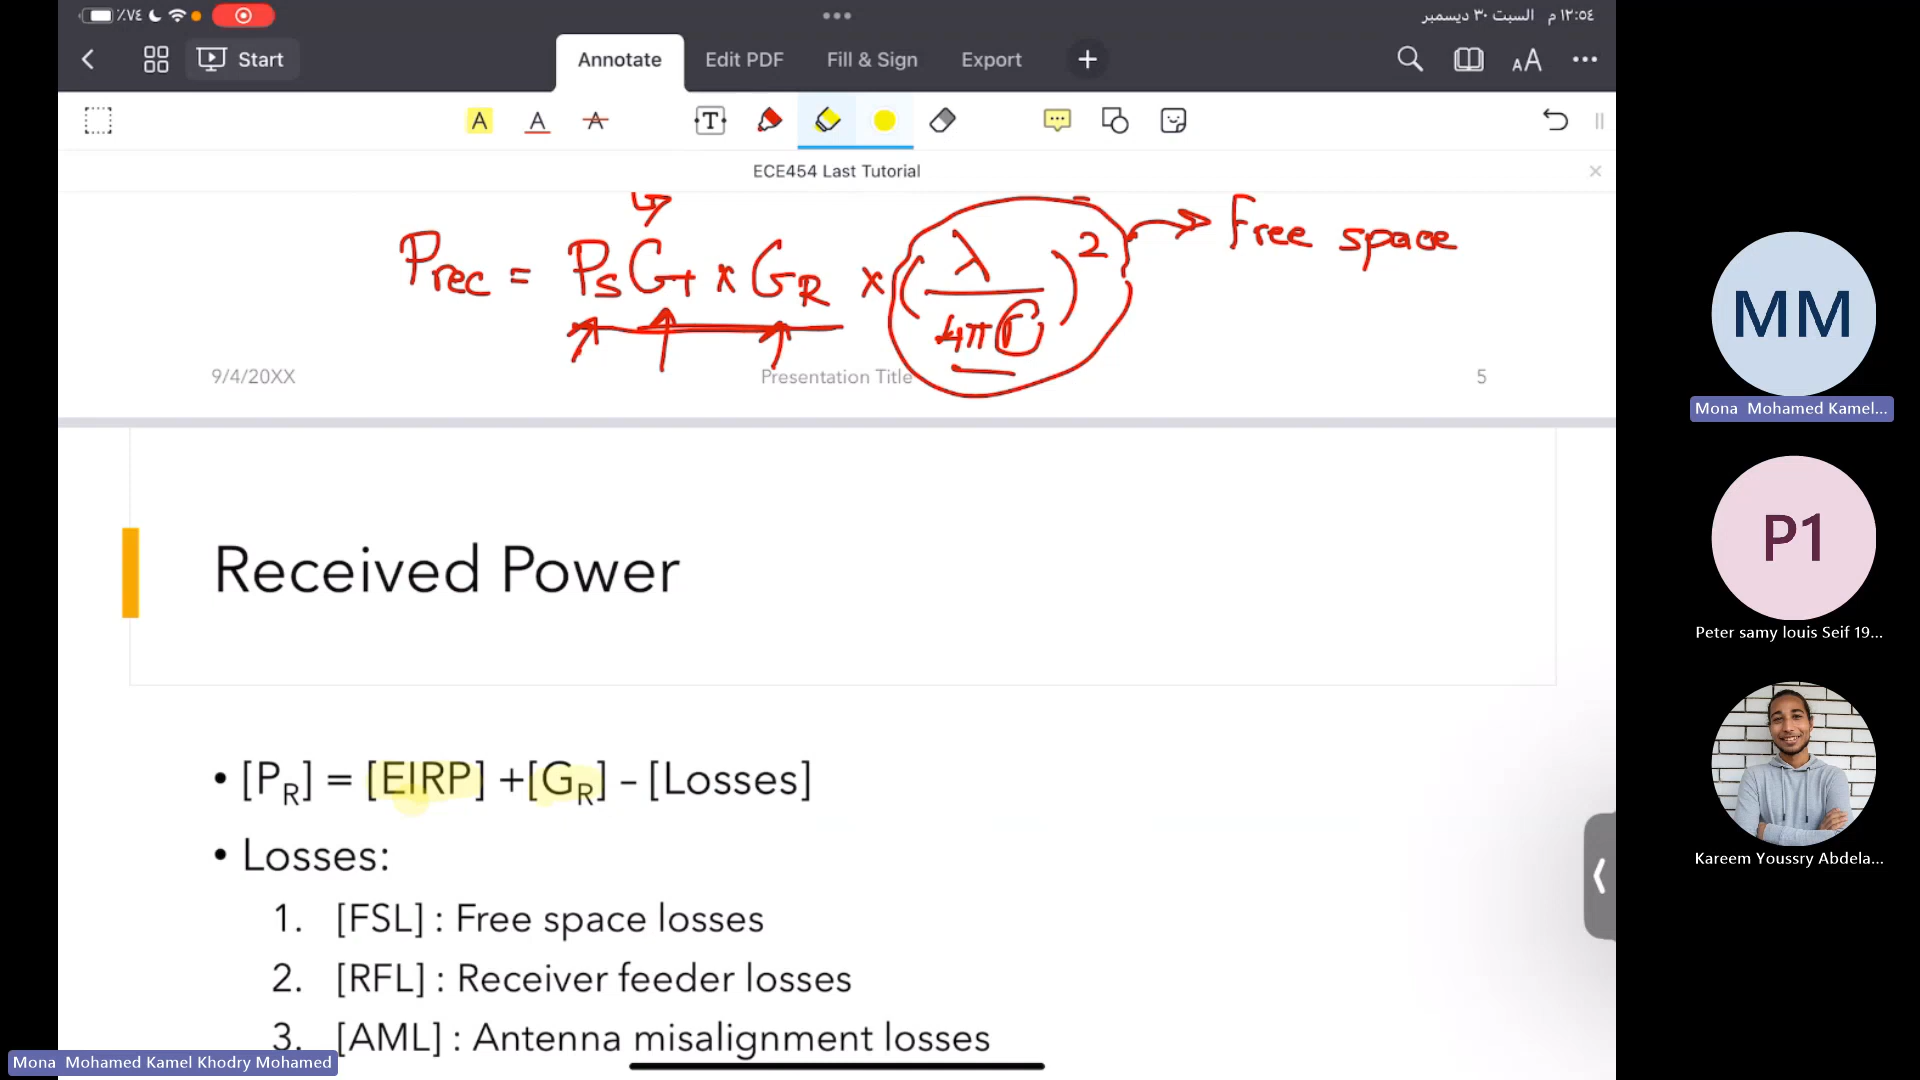 ٪٧٤
١٢:٥٤ م السبت ٣٠ ديسمبر
Start
Annotate
Edit PDF
Fill & Sign
Export
AA
A A A T
ECE454 Last Tutorial
Prec = PsGt × GR × (λ / 4πr)² → Free space
9/4/20XX
Presentation Title
5
Received Power
• [PR] = [EIRP] +[GR] – [Losses]
• Losses:
1. [FSL] : Free space losses
2. [RFL] : Receiver feeder losses
3. [AML] : Antenna misalignment losses
Mona Mohamed Kamel Khodry Mohamed
MM
Mona Mohamed Kamel...
P1
Peter samy louis Seif 19...
Kareem Youssry Abdela...